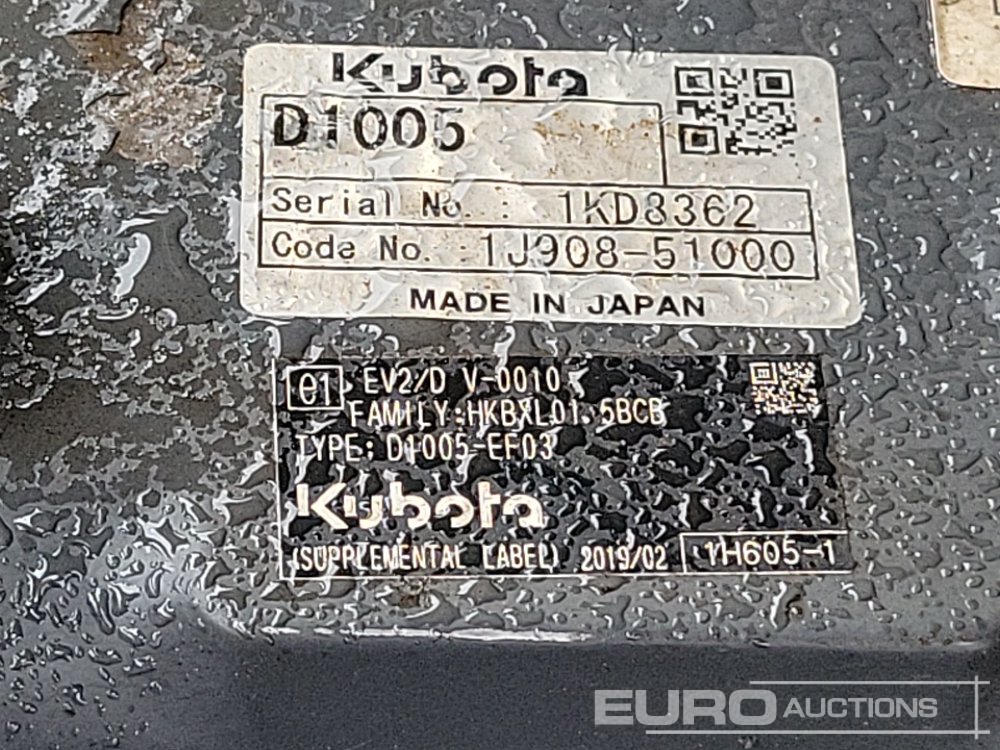 Kubota
D1005
Serial No. : 1KD8362
Code No. : 1J908-51000
MADE IN JAPAN
01 EV2/D V-0010
FAMILY:HKBXL01.5BCB
TYPE: D1005-EF03
Kubota
(SUPPLEMENTAL LABEL) 2019/02 1H605-1
EURO AUCTIONS